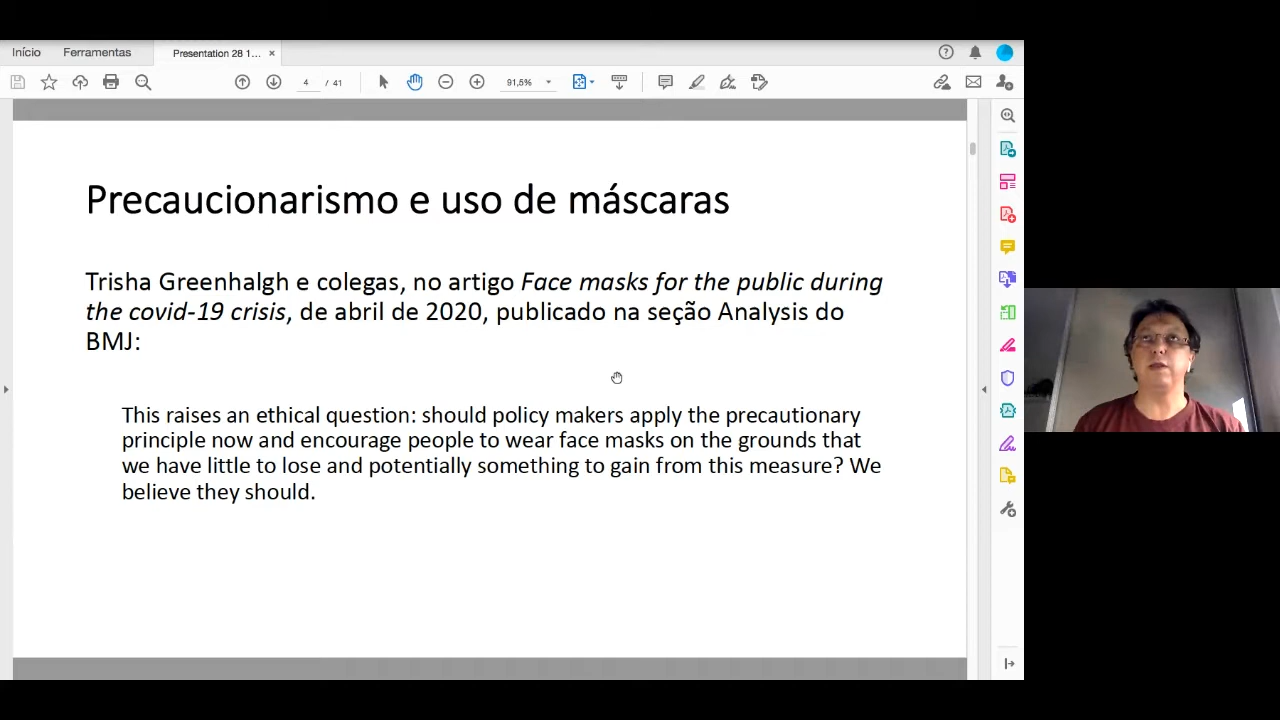 Início Ferramentas Presentation 28 1... ×
4 / 41 91,5%
Precaucionarismo e uso de máscaras
Trisha Greenhalgh e colegas, no artigo Face masks for the public during
the covid-19 crisis, de abril de 2020, publicado na seção Analysis do
BMJ:
This raises an ethical question: should policy makers apply the precautionary
principle now and encourage people to wear face masks on the grounds that
we have little to lose and potentially something to gain from this measure? We
believe they should.